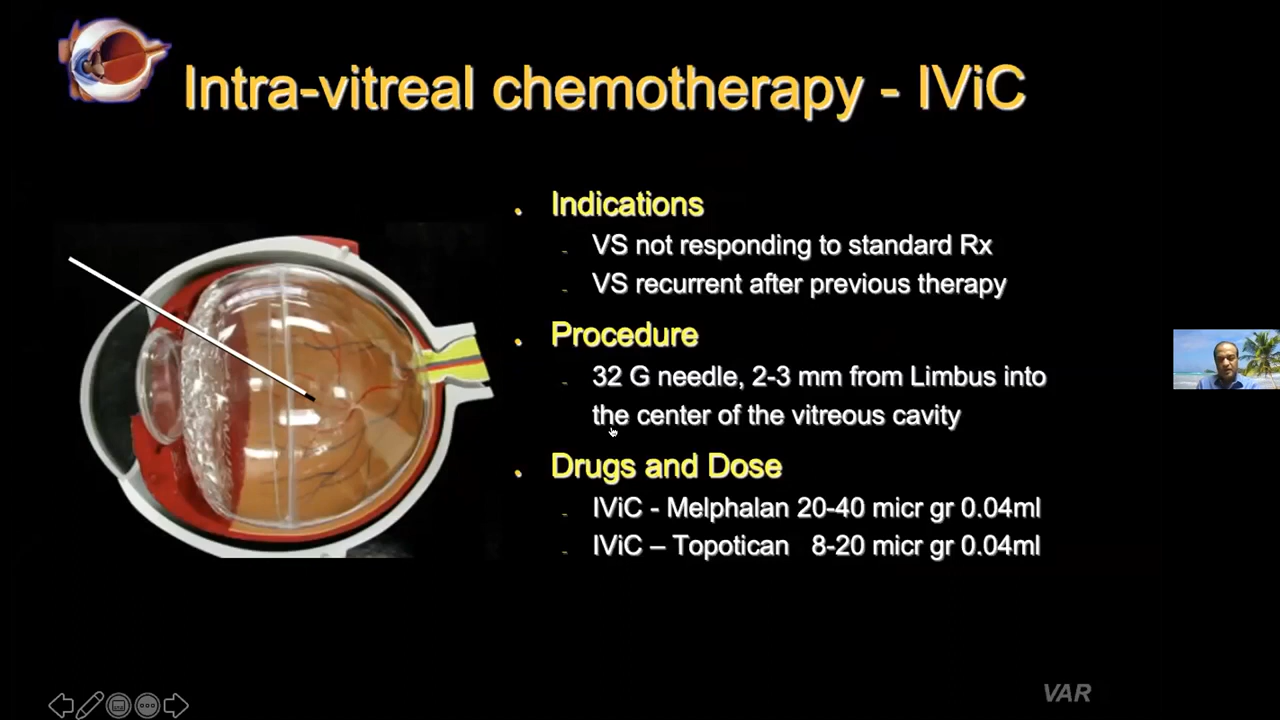 Intra-vitreal chemotherapy - IViC
Indications
VS not responding to standard Rx
VS recurrent after previous therapy
Procedure
32 G needle, 2-3 mm from Limbus into
the center of the vitreous cavity
Drugs and Dose
IViC - Melphalan 20-40 micr gr 0.04ml
IViC – Topotican 8-20 micr gr 0.04ml
VAR